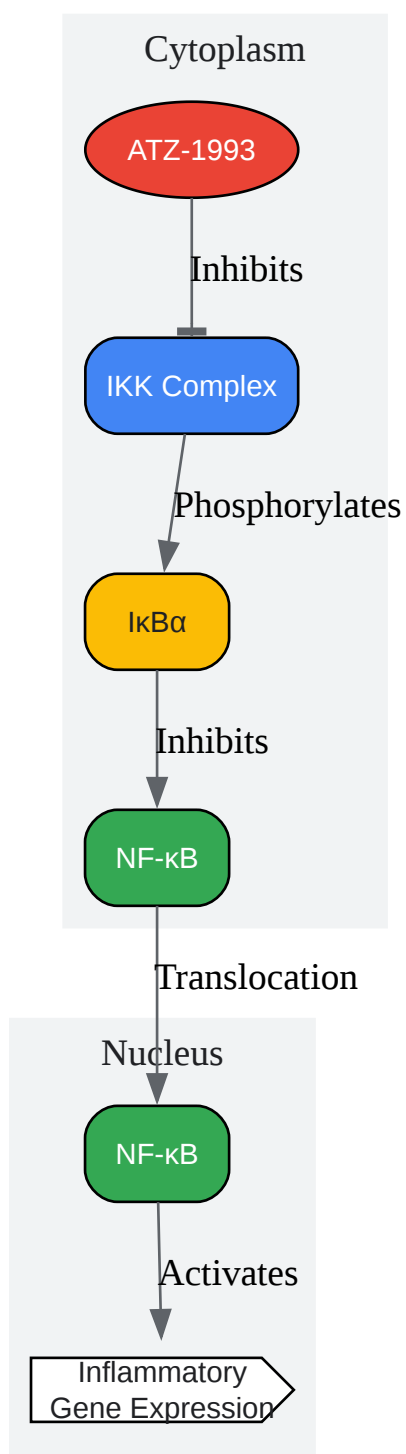 Cytoplasm
ATZ-1993
Inhibits
IKK Complex
Phosphorylates
IκBα
Inhibits
NF-κB
Translocation
Nucleus
NF-κB
Activates
Inflammatory
Gene Expression